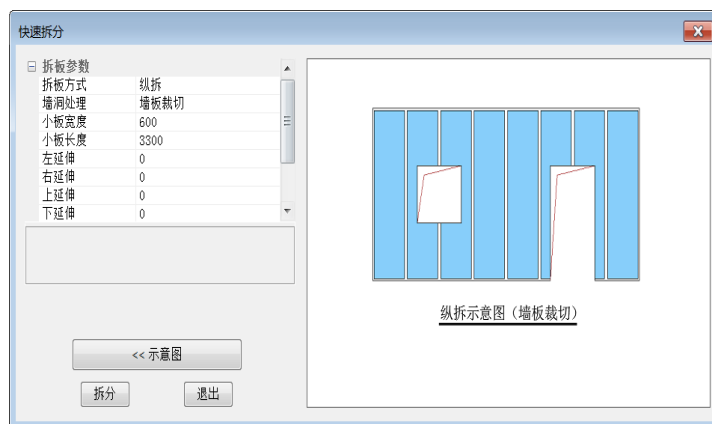 快速拆分
拆板参数
拆板方式 纵拆
墙洞处理 墙板裁切
小板宽度 600
小板长度 3300
左延伸 0
右延伸 0
上延伸 0
下延伸 0
纵拆示意图（墙板裁切）
<< 示意图
拆分 退出